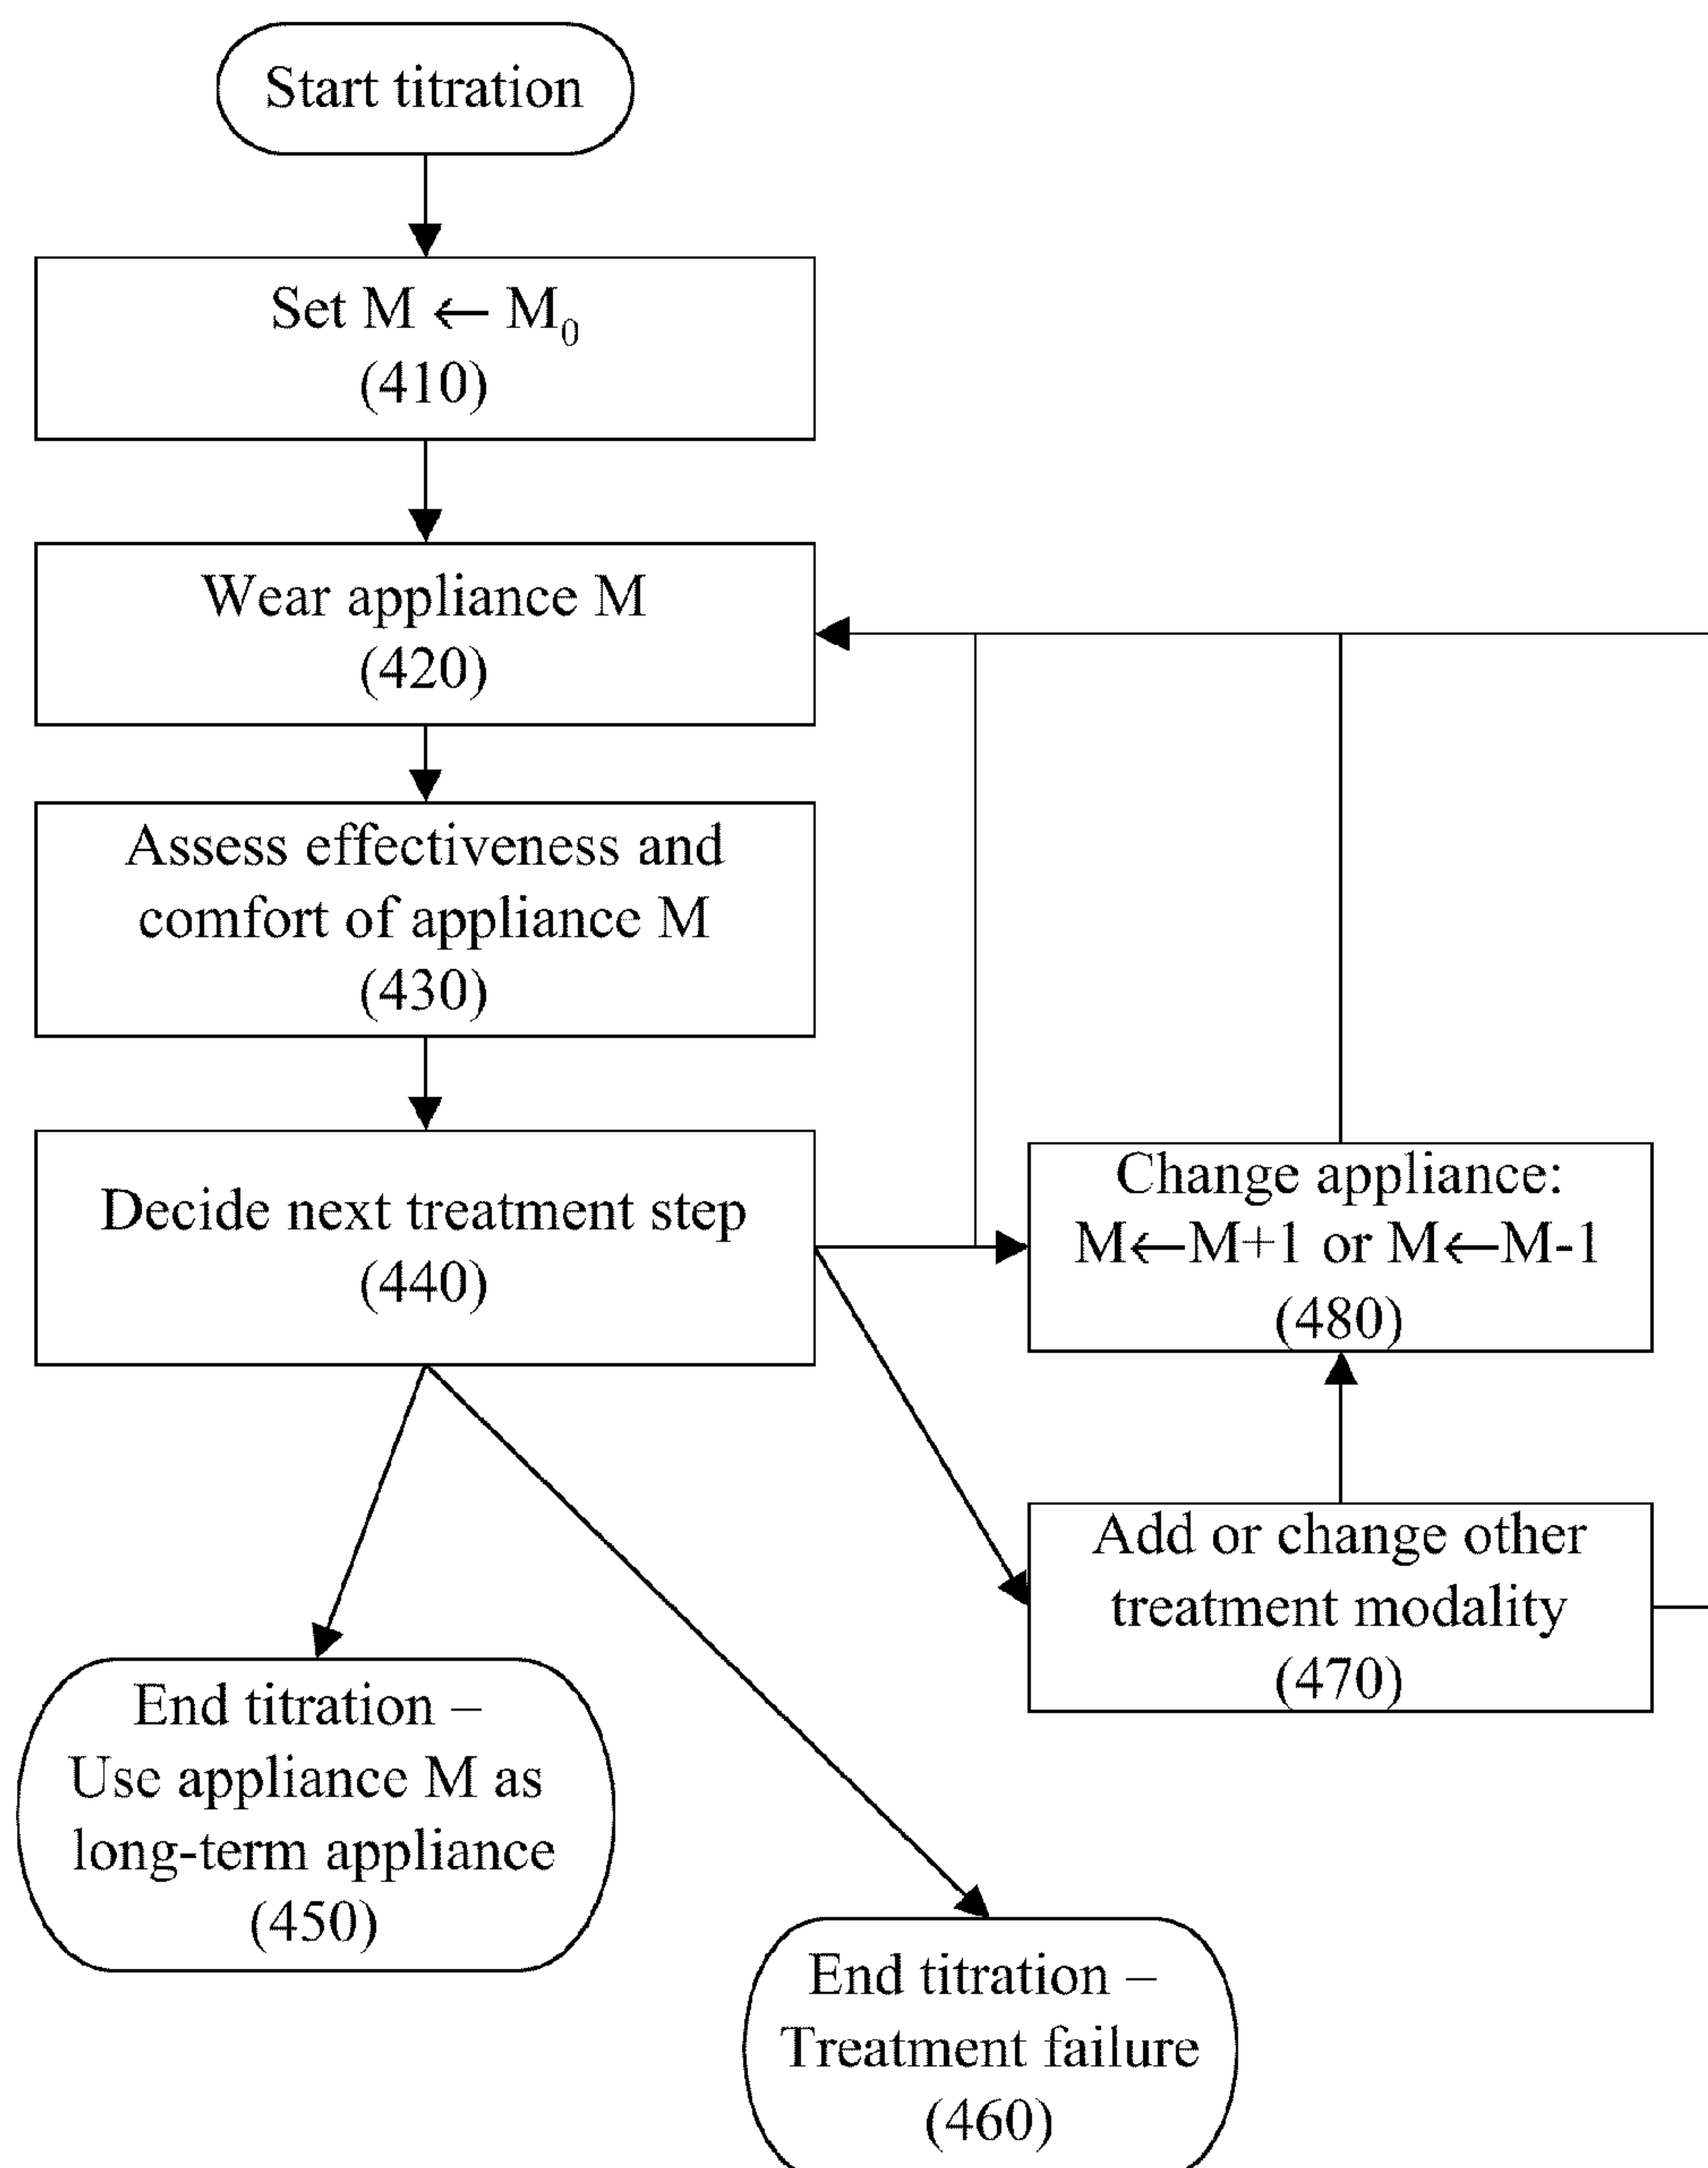 Start titration
Set M ← M₀
(410)
Wear appliance M
(420)
Assess effectiveness and
comfort of appliance M
(430)
Decide next treatment step
(440)
Change appliance:
M←M+1 or M←M-1
(480)
Add or change other
treatment modality
(470)
End titration –
Use appliance M as
long-term appliance
(450)
End titration –
Treatment failure
(460)